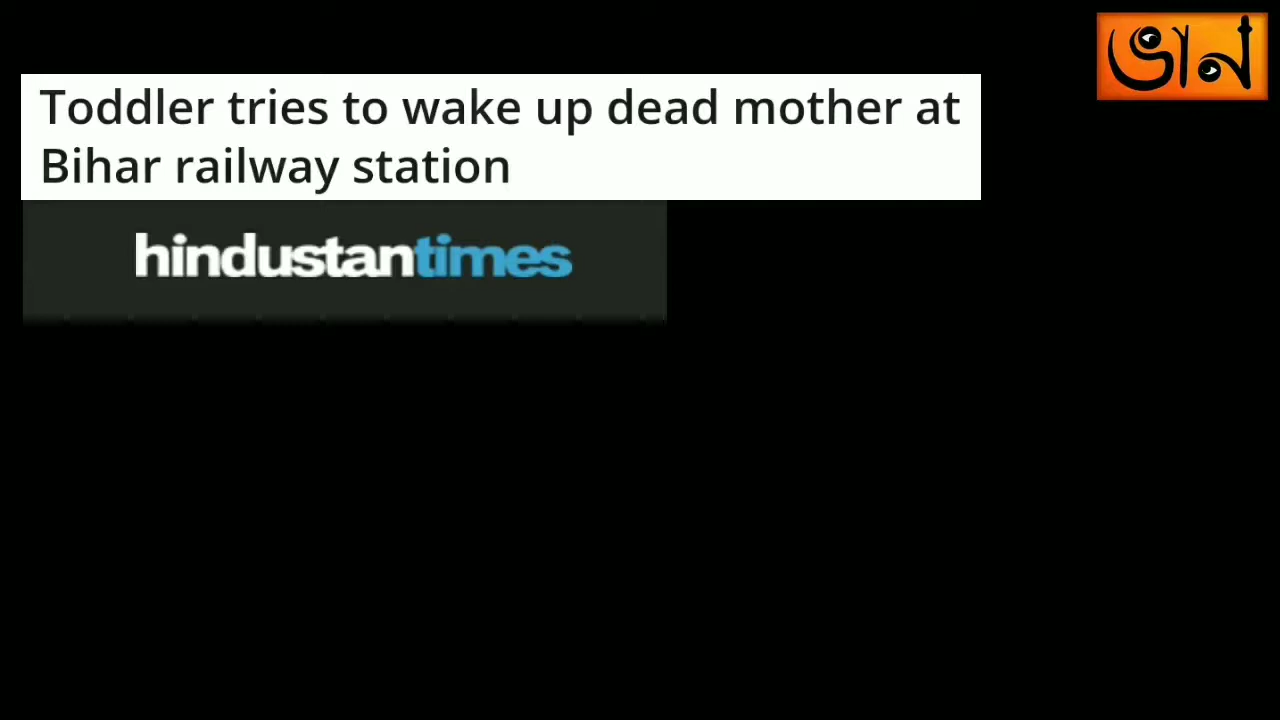 ভান
Toddler tries to wake up dead mother at
Bihar railway station
hindustantimes